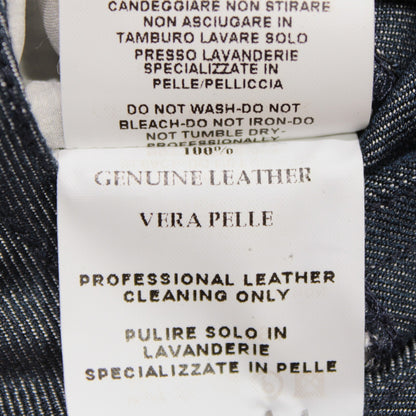 CANDEGGIARE NON STIRARE
NON ASCIUGARE IN
TAMBURO LAVARE SOLO
PRESSO LAVANDERIE
SPECIALIZZATE IN
PELLE/PELLICCIA
DO NOT WASH-DO NOT
BLEACH-DO NOT IRON-DO
NOT TUMBLE DRY-
PROFESSIONALLY
100%
GENUINE LEATHER
VERA PELLE
PROFESSIONAL LEATHER
CLEANING ONLY
PULIRE SOLO IN
LAVANDERIE
SPECIALIZZATE IN PELLE